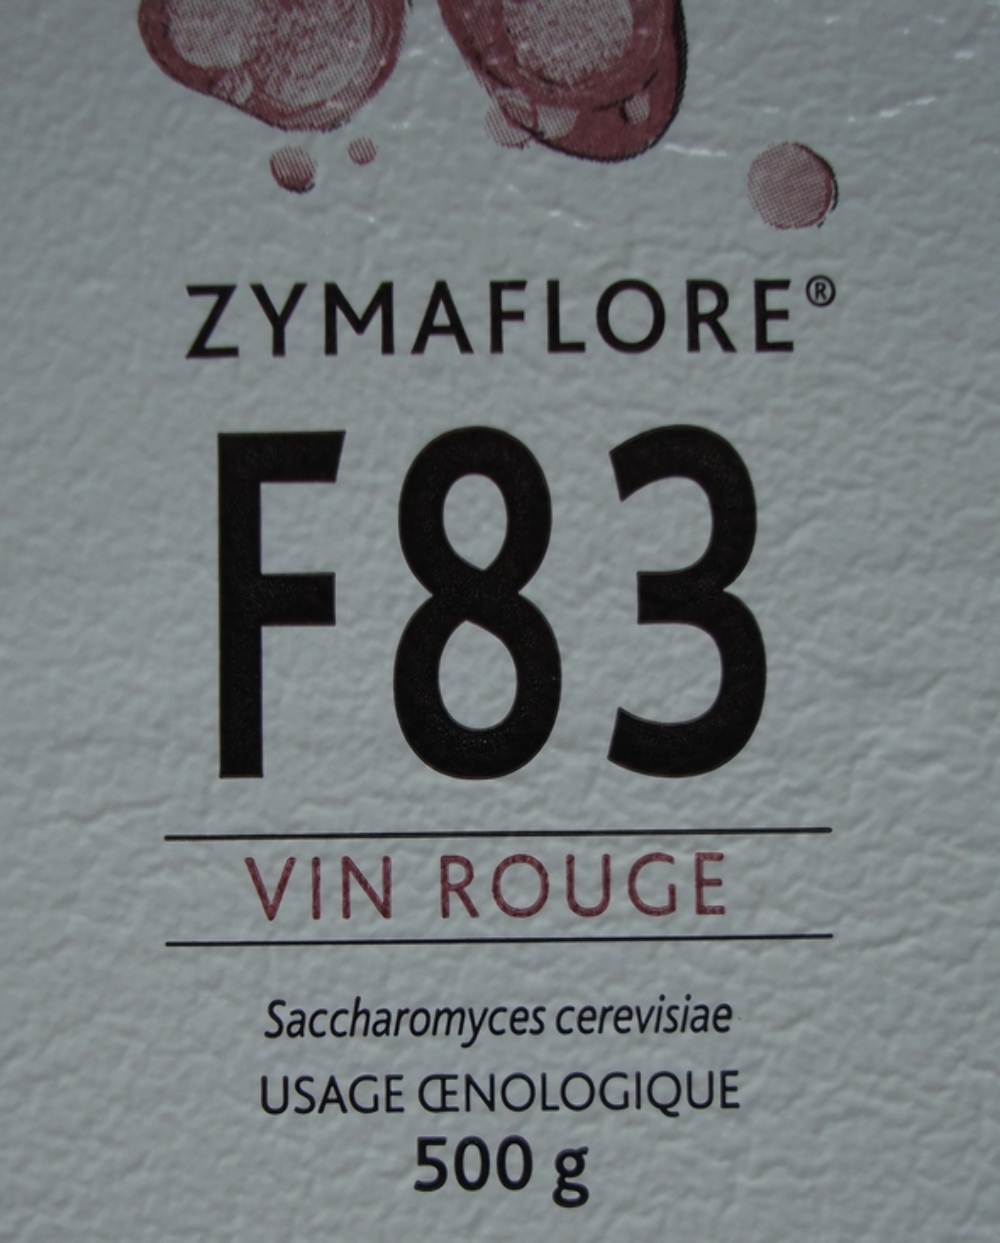 ZYMAFLORE®
F83
VIN ROUGE
Saccharomyces cerevisiae
USAGE ŒNOLOGIQUE
500 g